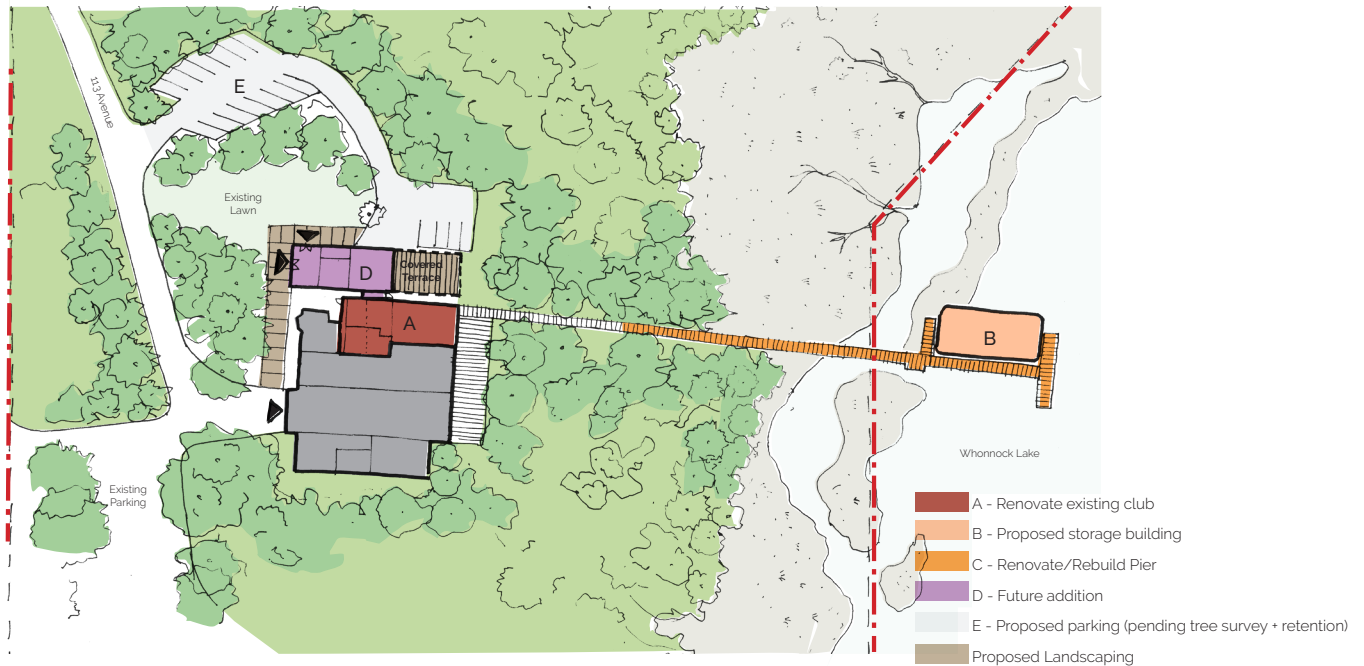 113 Avenue
E
Existing
Lawn
D
Covered
Terrace
A
B
Existing
Parking
Whonnock Lake
A - Renovate existing club
B - Proposed storage building
C - Renovate/Rebuild Pier
D - Future addition
E - Proposed parking (pending tree survey + retention)
Proposed Landscaping